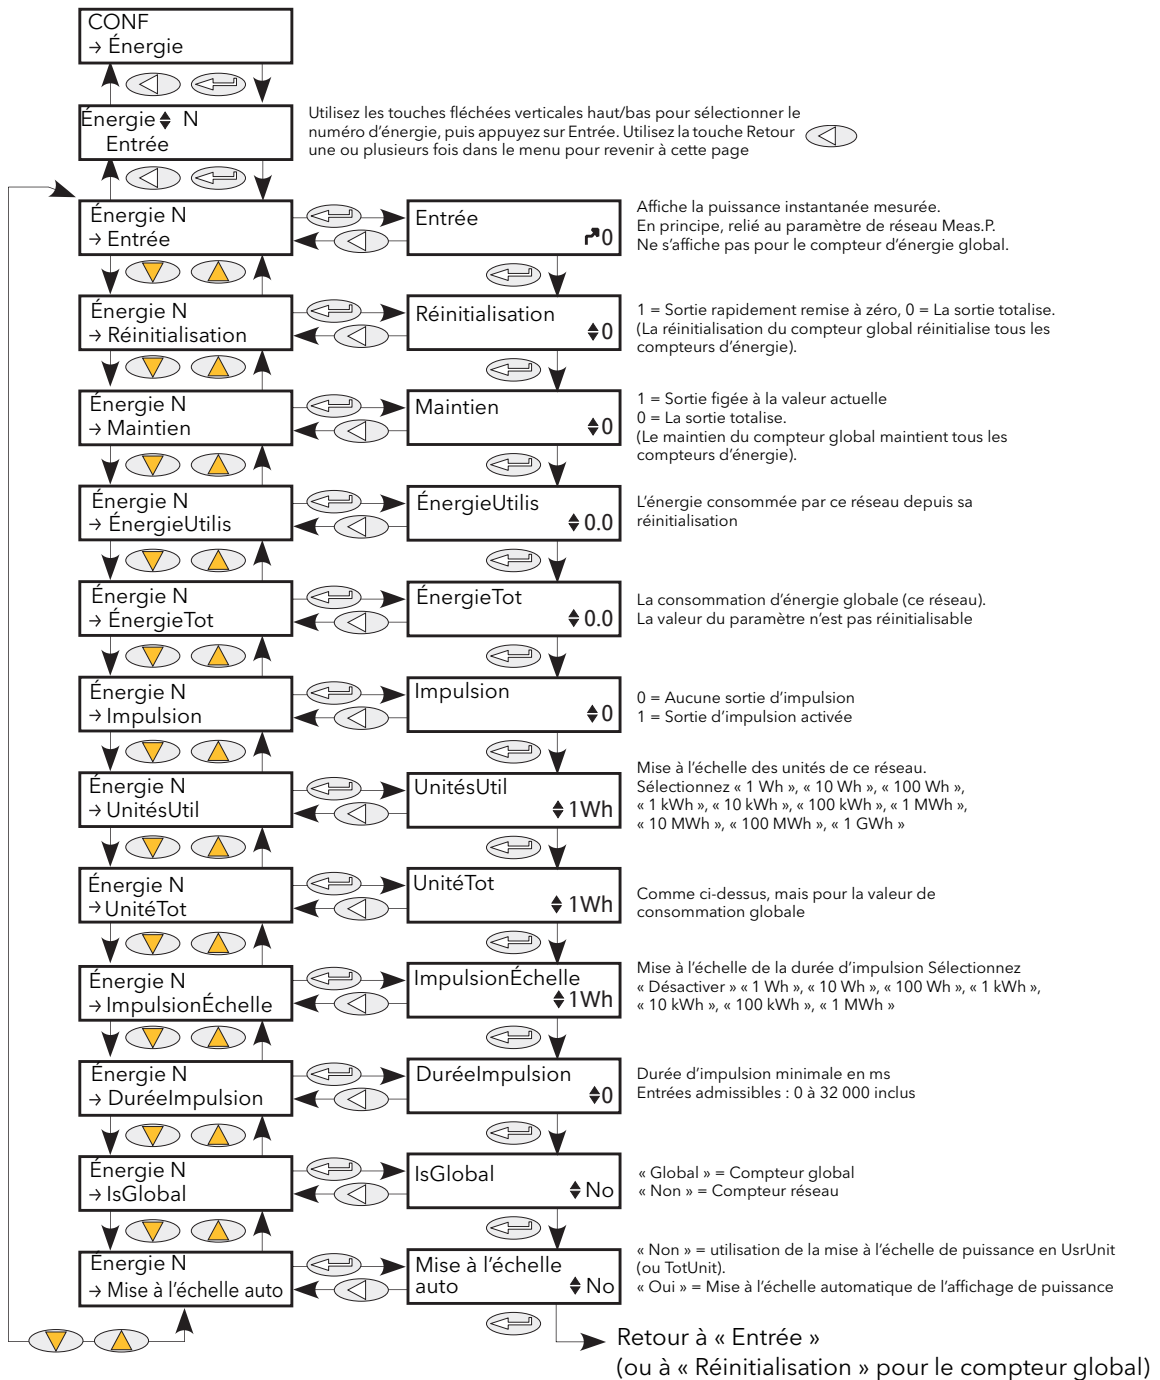 CONF
→ Énergie
Énergie N
Entrée
Utilisez les touches fléchées verticales haut/bas pour sélectionner le
numéro d'énergie, puis appuyez sur Entrée. Utilisez la touche Retour
une ou plusieurs fois dans le menu pour revenir à cette page
Énergie N
→ Entrée
Entrée
0
Affiche la puissance instantanée mesurée.
En principe, relié au paramètre de réseau Meas.P.
Ne s'affiche pas pour le compteur d'énergie global.
Énergie N
→ Réinitialisation
Réinitialisation
0
1 = Sortie rapidement remise à zéro, 0 = La sortie totalise.
(La réinitialisation du compteur global réinitialise tous les
compteurs d'énergie).
Énergie N
→ Maintien
Maintien
0
1 = Sortie figée à la valeur actuelle
0 = La sortie totalise.
(Le maintien du compteur global maintient tous les
compteurs d'énergie).
Énergie N
→ ÉnergieUtilis
ÉnergieUtilis
0.0
L'énergie consommée par ce réseau depuis sa
réinitialisation
Énergie N
→ ÉnergieTot
ÉnergieTot
0.0
La consommation d'énergie globale (ce réseau).
La valeur du paramètre n'est pas réinitialisable
Énergie N
→ Impulsion
Impulsion
0
0 = Aucune sortie d'impulsion
1 = Sortie d'impulsion activée
Énergie N
→ UnitésUtil
UnitésUtil
1Wh
Mise à l'échelle des unités de ce réseau.
Sélectionnez « 1 Wh », « 10 Wh », « 100 Wh »,
« 1 kWh », « 10 kWh », « 100 kWh », « 1 MWh »,
« 10 MWh », « 100 MWh », « 1 GWh »
Énergie N
→ UnitéTot
UnitéTot
1Wh
Comme ci-dessus, mais pour la valeur de
consommation globale
Énergie N
→ ImpulsionÉchelle
ImpulsionÉchelle
1Wh
Mise à l'échelle de la durée d'impulsion Sélectionnez
« Désactiver » « 1 Wh », « 10 Wh », « 100 Wh », « 1 kWh »,
« 10 kWh », « 100 kWh », « 1 MWh »
Énergie N
→ DuréeImpulsion
DuréeImpulsion
0
Durée d'impulsion minimale en ms
Entrées admissibles : 0 à 32 000 inclus
Énergie N
→ IsGlobal
IsGlobal
No
« Global » = Compteur global
« Non » = Compteur réseau
Énergie N
→ Mise à l'échelle auto
Mise à l'échelle
auto
No
« Non » = utilisation de la mise à l'échelle de puissance en UsrUnit
(ou TotUnit).
« Oui » = Mise à l'échelle automatique de l'affichage de puissance
Retour à « Entrée »
(ou à « Réinitialisation » pour le compteur global)